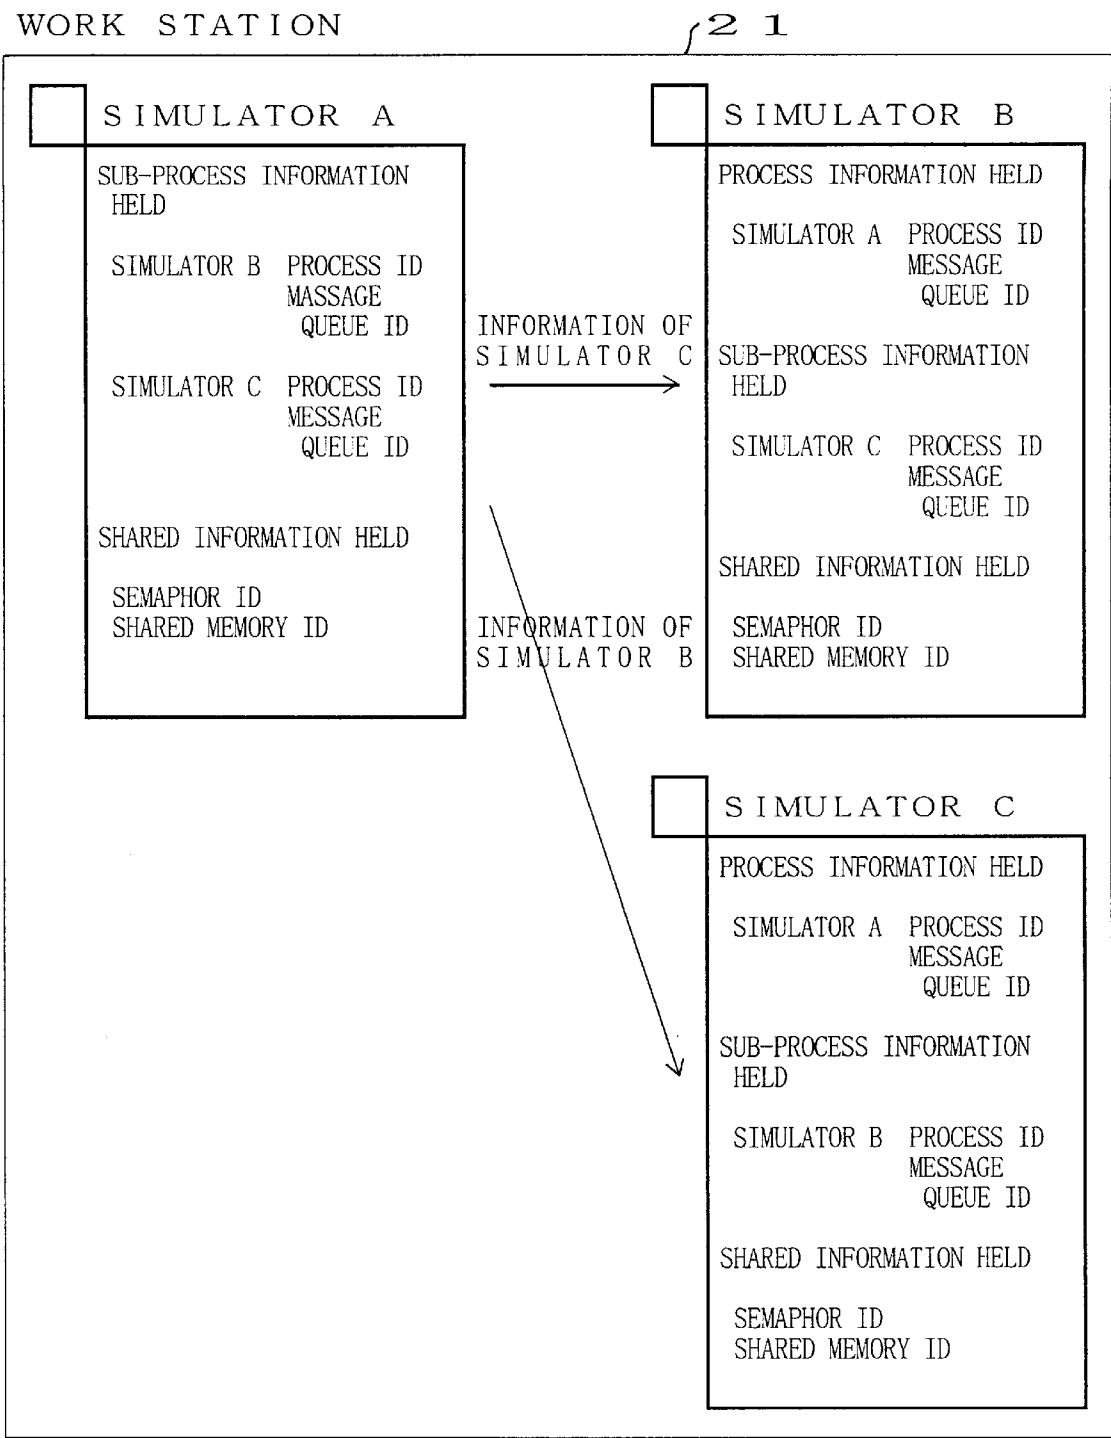 WORK STATION
21
SIMULATOR A
SUB-PROCESS INFORMATION
HELD
SIMULATOR B PROCESS ID
MASSAGE
QUEUE ID
SIMULATOR C PROCESS ID
MESSAGE
QUEUE ID
SHARED INFORMATION HELD
SEMAPHOR ID
SHARED MEMORY ID
INFORMATION OF
SIMULATOR C
INFORMATION OF
SIMULATOR B
SIMULATOR B
PROCESS INFORMATION HELD
SIMULATOR A PROCESS ID
MESSAGE
QUEUE ID
SUB-PROCESS INFORMATION
HELD
SIMULATOR C PROCESS ID
MESSAGE
QUEUE ID
SHARED INFORMATION HELD
SEMAPHOR ID
SHARED MEMORY ID
SIMULATOR C
PROCESS INFORMATION HELD
SIMULATOR A PROCESS ID
MESSAGE
QUEUE ID
SUB-PROCESS INFORMATION
HELD
SIMULATOR B PROCESS ID
MESSAGE
QUEUE ID
SHARED INFORMATION HELD
SEMAPHOR ID
SHARED MEMORY ID